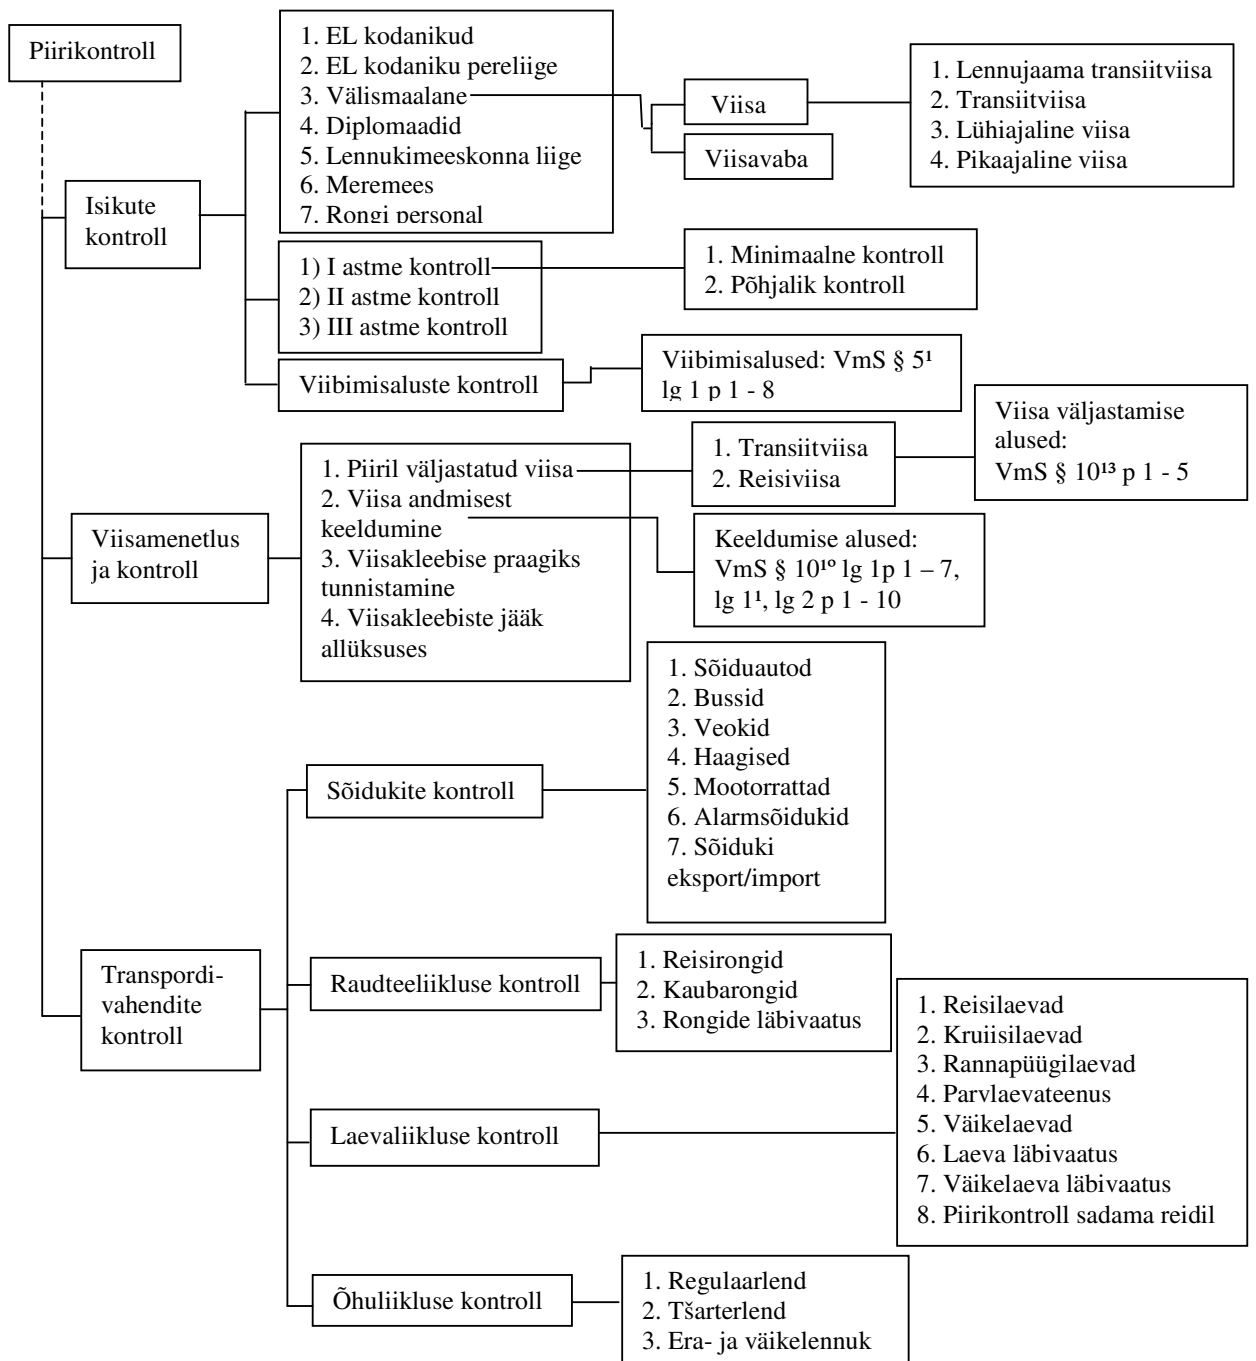 Piirikontroll
1. EL kodanikud
2. EL kodaniku pereliige
3. Välismaalane
4. Diplomaadid
5. Lennukimeeskonna liige
6. Meremees
7. Rongi personal
Viisa
Viisavaba
1. Lennujaama transiitviisa
2. Transiitviisa
3. Lühiajaline viisa
4. Pikaajaline viisa
Isikute
kontroll
1) I astme kontroll
2) II astme kontroll
3) III astme kontroll
1. Minimaalne kontroll
2. Põhjalik kontroll
Viibimisaluste kontroll
Viibimisalused: VmS § 5¹
lg 1 p 1 - 8
Viisamenetlus
ja kontroll
1. Piiril väljastatud viisa
2. Viisa andmisest
keeldumine
3. Viisakleebise praagiks
tunnistamine
4. Viisakleebiste jääk
allüksuses
1. Transiitviisa
2. Reisiviisa
Viisa väljastamise
alused:
VmS § 10¹³ p 1 - 5
Keeldumise alused:
VmS § 10¹º lg 1p 1 – 7,
lg 1¹, lg 2 p 1 - 10
Transpordi-
vahendite
kontroll
Sõidukite kontroll
1. Sõiduautod
2. Bussid
3. Veokid
4. Haagised
5. Mootorrattad
6. Alarmsõidukid
7. Sõiduki
eksport/import
Raudteeliikluse kontroll
1. Reisirongid
2. Kaubarongid
3. Rongide läbivaatus
Laevaliikluse kontroll
1. Reisilaevad
2. Kruiisilaevad
3. Rannapüügilaevad
4. Parvlaevateenus
5. Väikelaevad
6. Laeva läbivaatus
7. Väikelaeva läbivaatus
8. Piirikontroll sadama reidil
Õhuliikluse kontroll
1. Regulaarlend
2. Tšarterlend
3. Era- ja väikelennuk